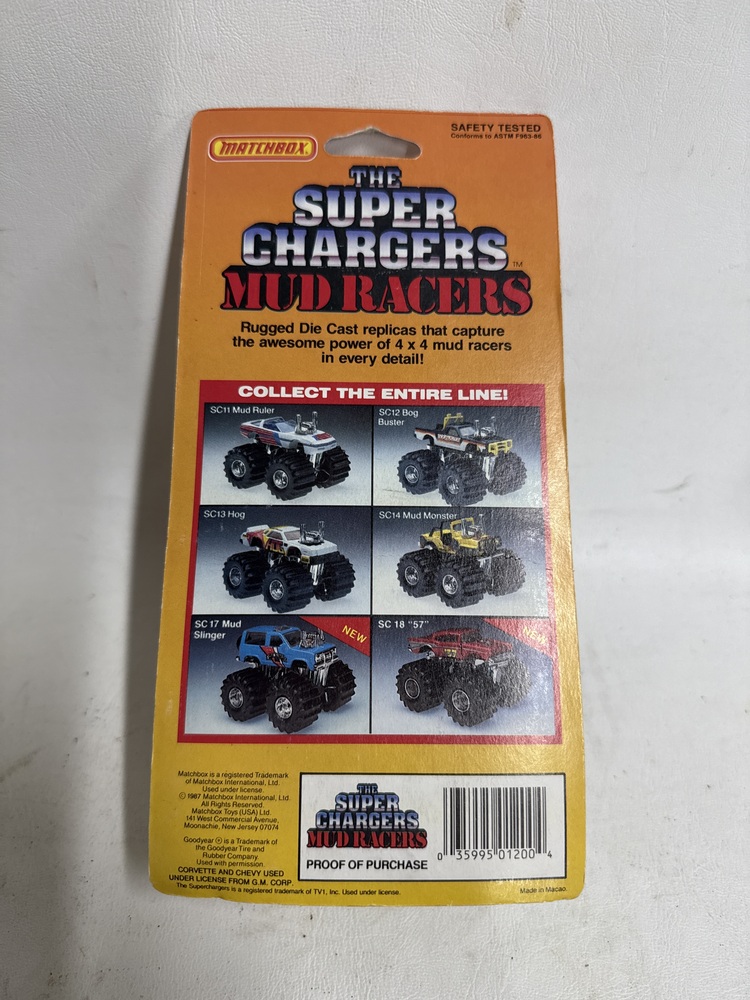 MATCHBOX
SAFETY TESTED
Conforms to ASTM F963-86
THE
SUPER
CHARGERS™
MUD RACERS
Rugged Die Cast replicas that capture
the awesome power of 4 x 4 mud racers
in every detail!
COLLECT THE ENTIRE LINE!
SC11 Mud Ruler
SC12 Bog
Buster
SC13 Hog
SC14 Mud Monster
SC17 Mud
Slinger
NEW
SC 18 "57"
NEW
Matchbox is a registered Trademark
of Matchbox International, Ltd.
Used under license.
© 1987 Matchbox International, Ltd.
All Rights Reserved.
Matchbox Toys (USA) Ltd.
141 West Commercial Avenue,
Moonachie, New Jersey 07074
Goodyear ® is a Trademark of
the Goodyear Tire and
Rubber Company.
Used with permission.
CORVETTE AND CHEVY USED
UNDER LICENSE FROM G.M. CORP.
The Superchargers is a registered trademark of TV1, Inc. Used under license.
THE
SUPER
CHARGERS
MUD RACERS
PROOF OF PURCHASE
0 35995 01200 4
Made in Macao.